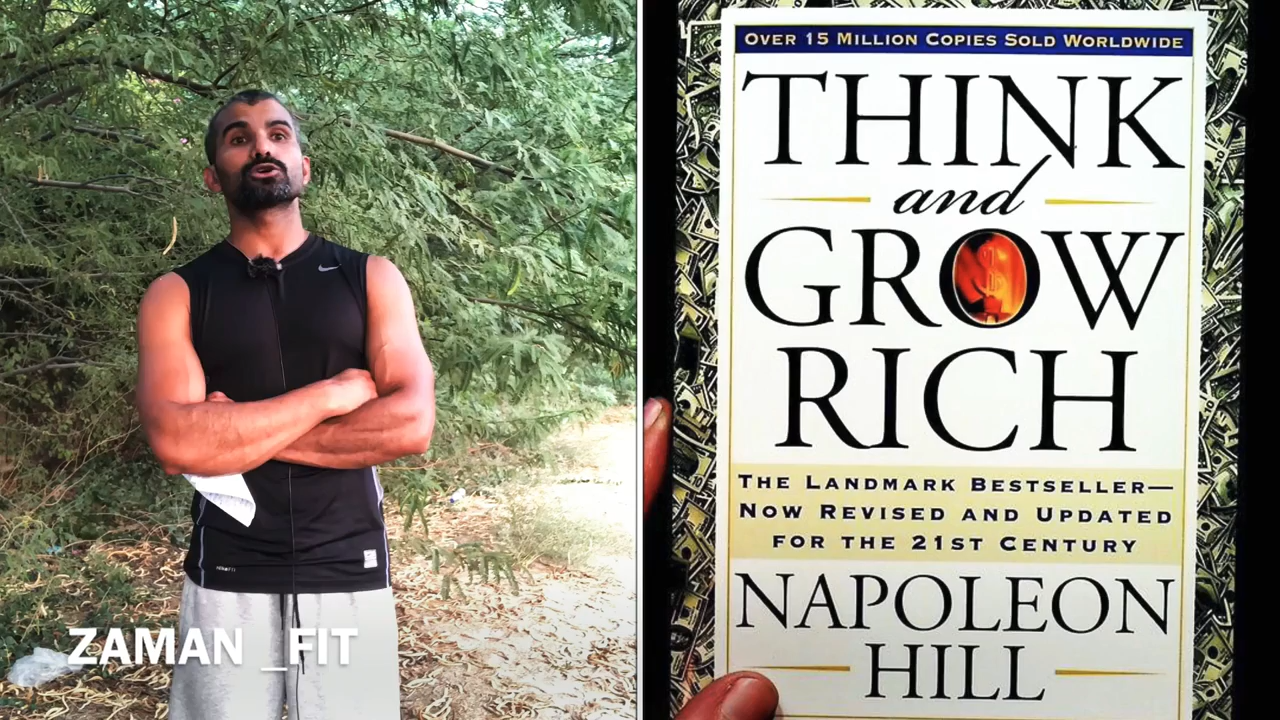 ZAMAN _FIT
OVER 15 MILLION COPIES SOLD WORLDWIDE
THINK
and
GROW
RICH
THE LANDMARK BESTSELLER—
NOW REVISED AND UPDATED
FOR THE 21ST CENTURY
NAPOLEON
HILL